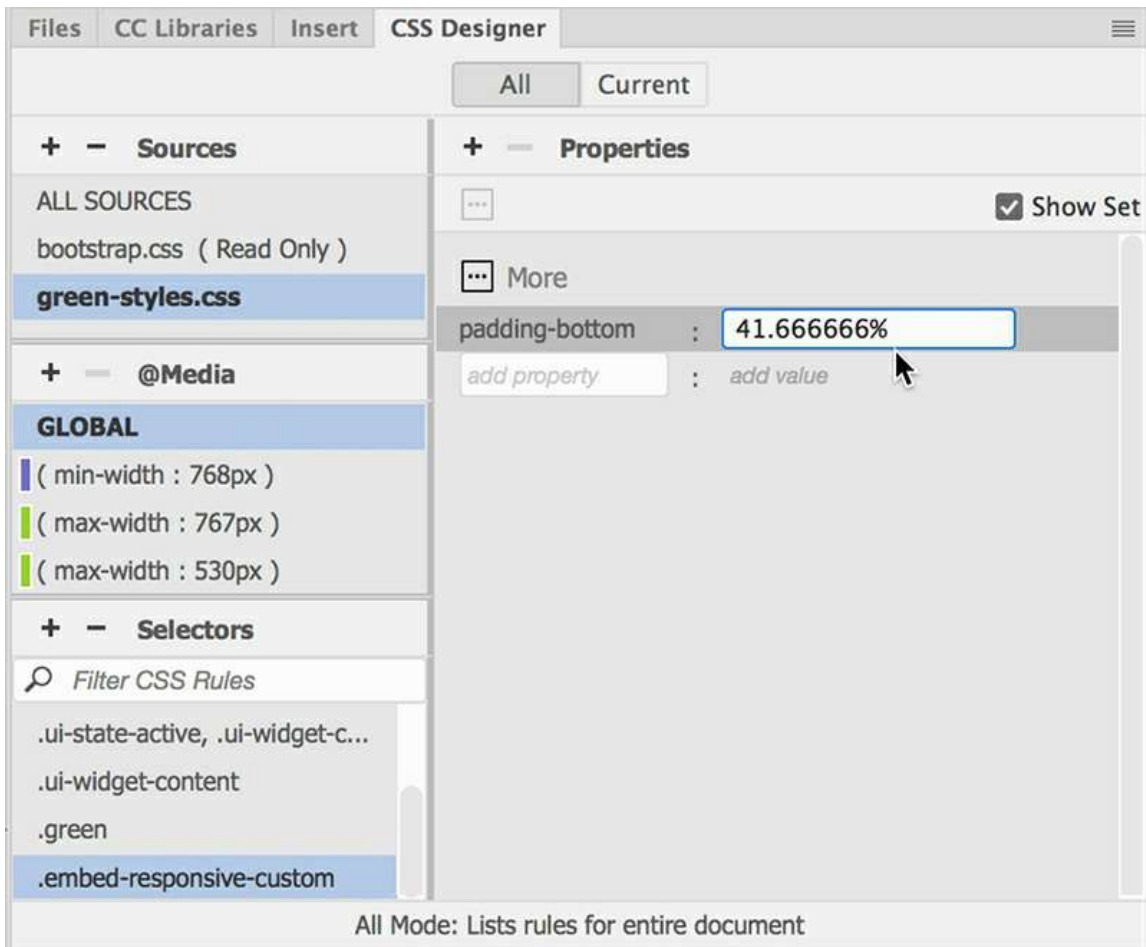 Files CC Libraries Insert CSS Designer
All Current
+ − Sources
ALL SOURCES
bootstrap.css ( Read Only )
green-styles.css
+ − @Media
GLOBAL
( min-width : 768px )
( max-width : 767px )
( max-width : 530px )
+ − Selectors
Filter CSS Rules
.ui-state-active, .ui-widget-c...
.ui-widget-content
.green
.embed-responsive-custom
+ − Properties
Show Set
More
padding-bottom : 41.666666%
add property : add value
All Mode: Lists rules for entire document